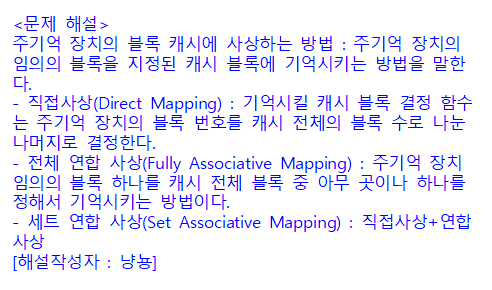 <문제 해설>
주기억 장치의 블록 캐시에 사상하는 방법 : 주기억 장치의
임의의 블록을 지정된 캐시 블록에 기억시키는 방법을 말한
다.
- 직접사상(Direct Mapping) : 기억시킬 캐시 블록 결정 함수
는 주기억 장치의 블록 번호를 캐시 전체의 블록 수로 나눈
나머지로 결정한다.
- 전체 연합 사상(Fully Associative Mapping) : 주기억 장치
임의의 블록 하나를 캐시 전체 블록 중 아무 곳이나 하나를
정해서 기억시키는 방법이다.
- 세트 연합 사상(Set Associative Mapping) : 직접사상+연합
사상
[해설작성자 : 냥뇽]